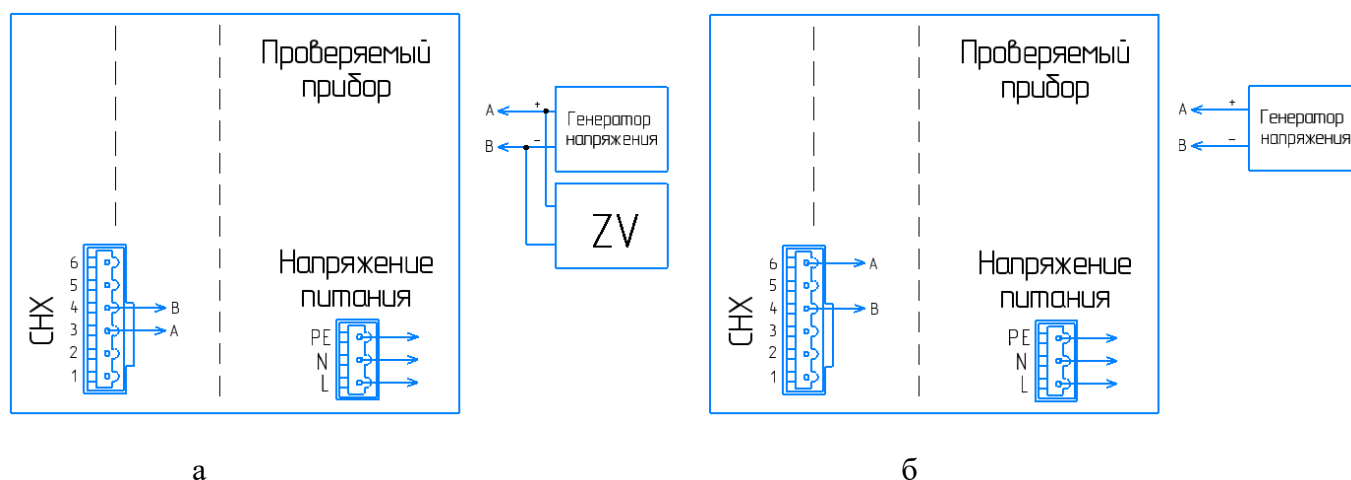 Проверяемый
прибор
A
+
B
−
Генератор
напряжения
ZV
CHX
6
5
4
3
2
1
B
A
Напряжение
питания
PE
N
L
а
Проверяемый
прибор
A
+
B
−
Генератор
напряжения
CHX
6
5
4
3
2
1
A
B
Напряжение
питания
PE
N
L
б